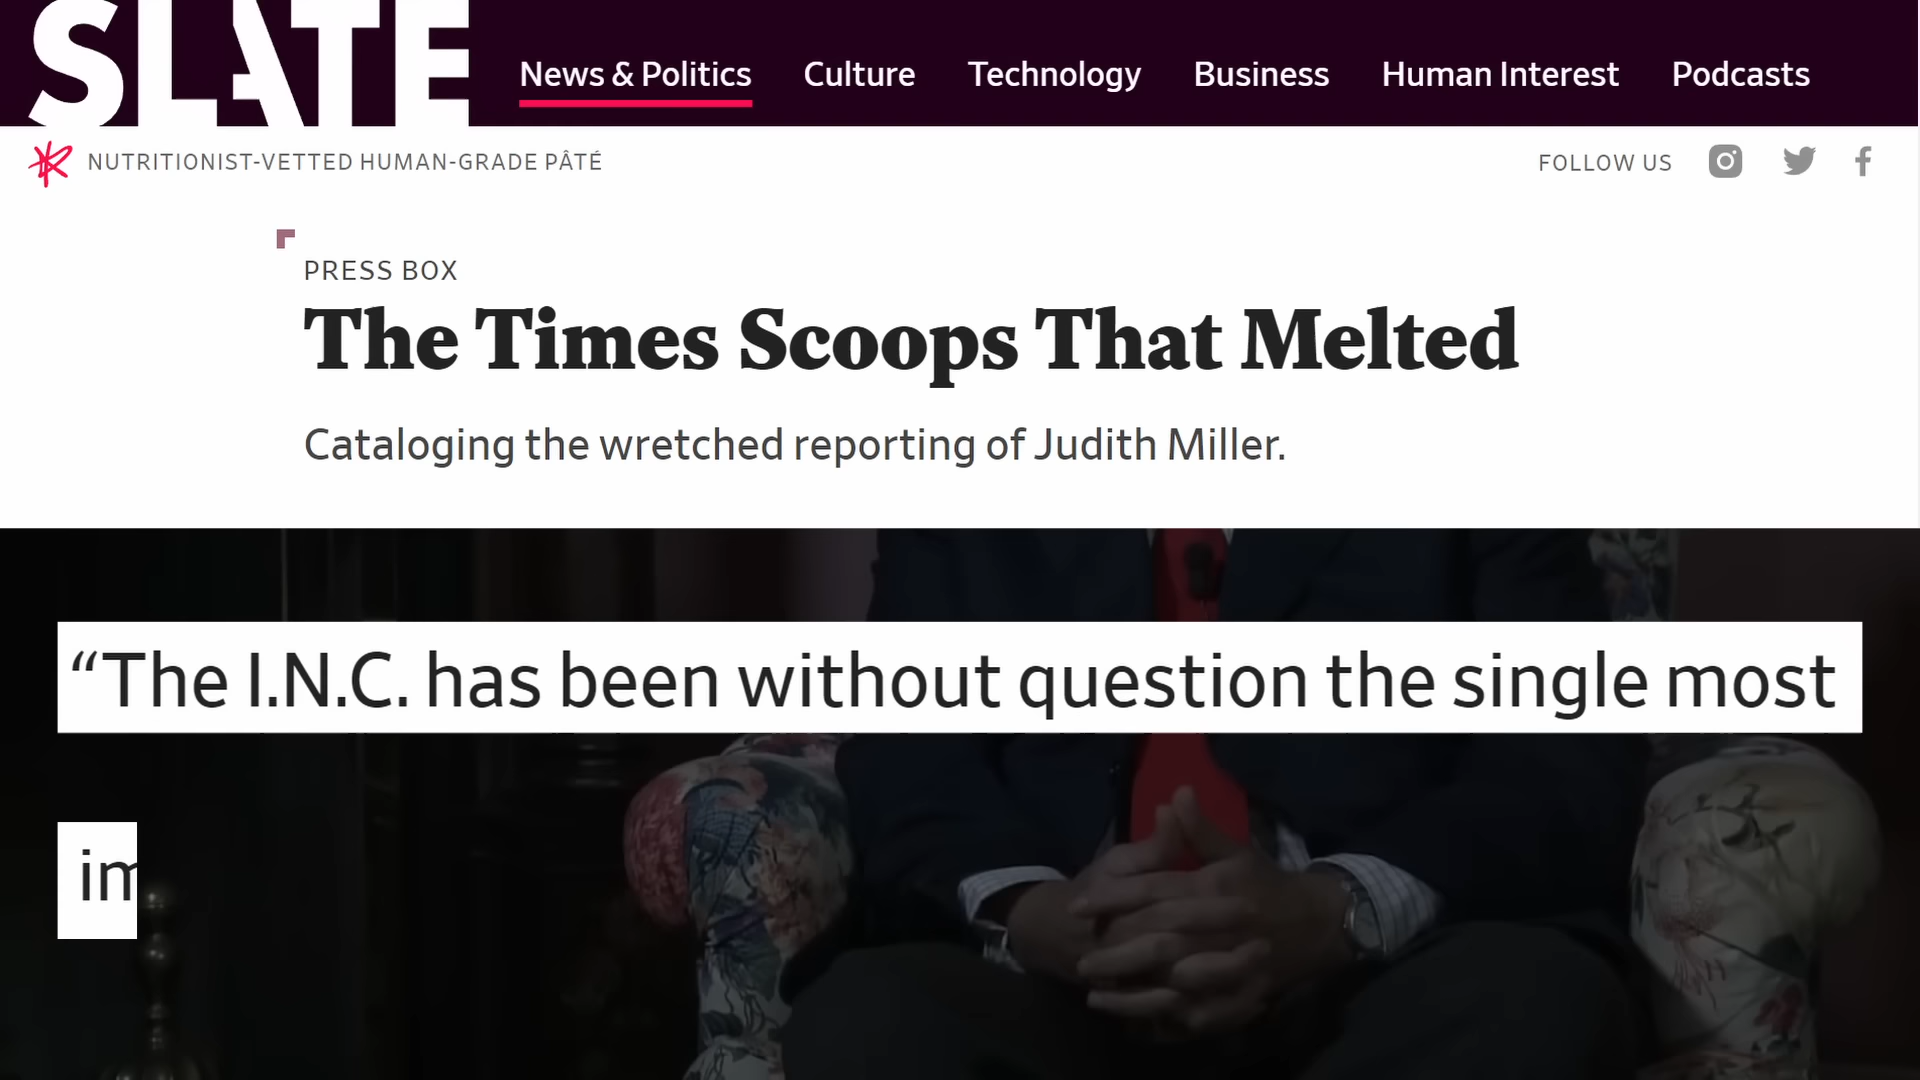 SLATE
News & Politics Culture Technology Business Human Interest Podcasts
NUTRITIONIST-VETTED HUMAN-GRADE PÂTÉ
FOLLOW US
PRESS BOX
The Times Scoops That Melted
Cataloging the wretched reporting of Judith Miller.
“The I.N.C. has been without question the single most
im